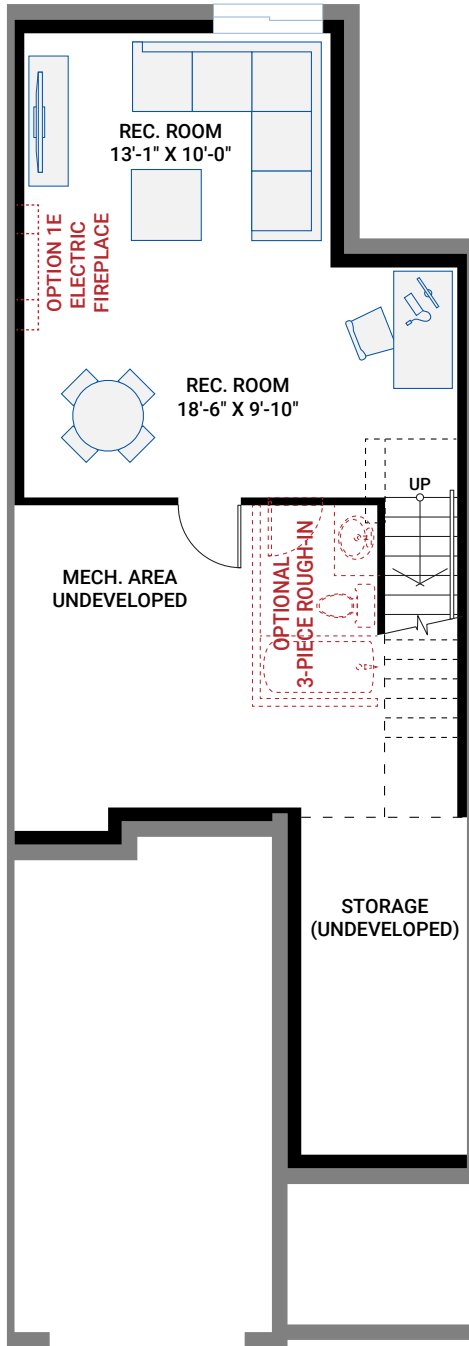 REC. ROOM
13'-1" X 10'-0"
OPTION 1E
ELECTRIC
FIREPLACE
REC. ROOM
18'-6" X 9'-10"
UP
MECH. AREA
UNDEVELOPED
OPTIONAL
3-PIECE ROUGH-IN
STORAGE
(UNDEVELOPED)